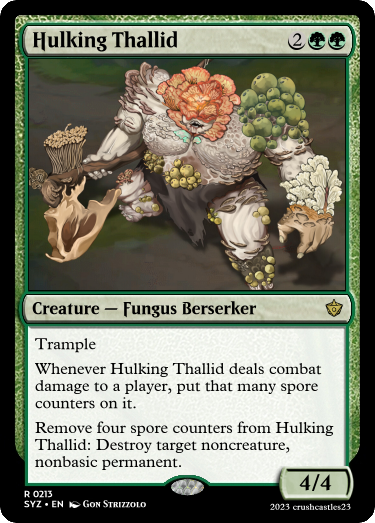 Hulking Thallid 2
Creature — Fungus Berserker
Trample
Whenever Hulking Thallid deals combat
damage to a player, put that many spore
counters on it.
Remove four spore counters from Hulking
Thallid: Destroy target noncreature,
nonbasic permanent.
4/4
R 0213
SYZ • EN Gon Strizzolo
2023 crushcastles23